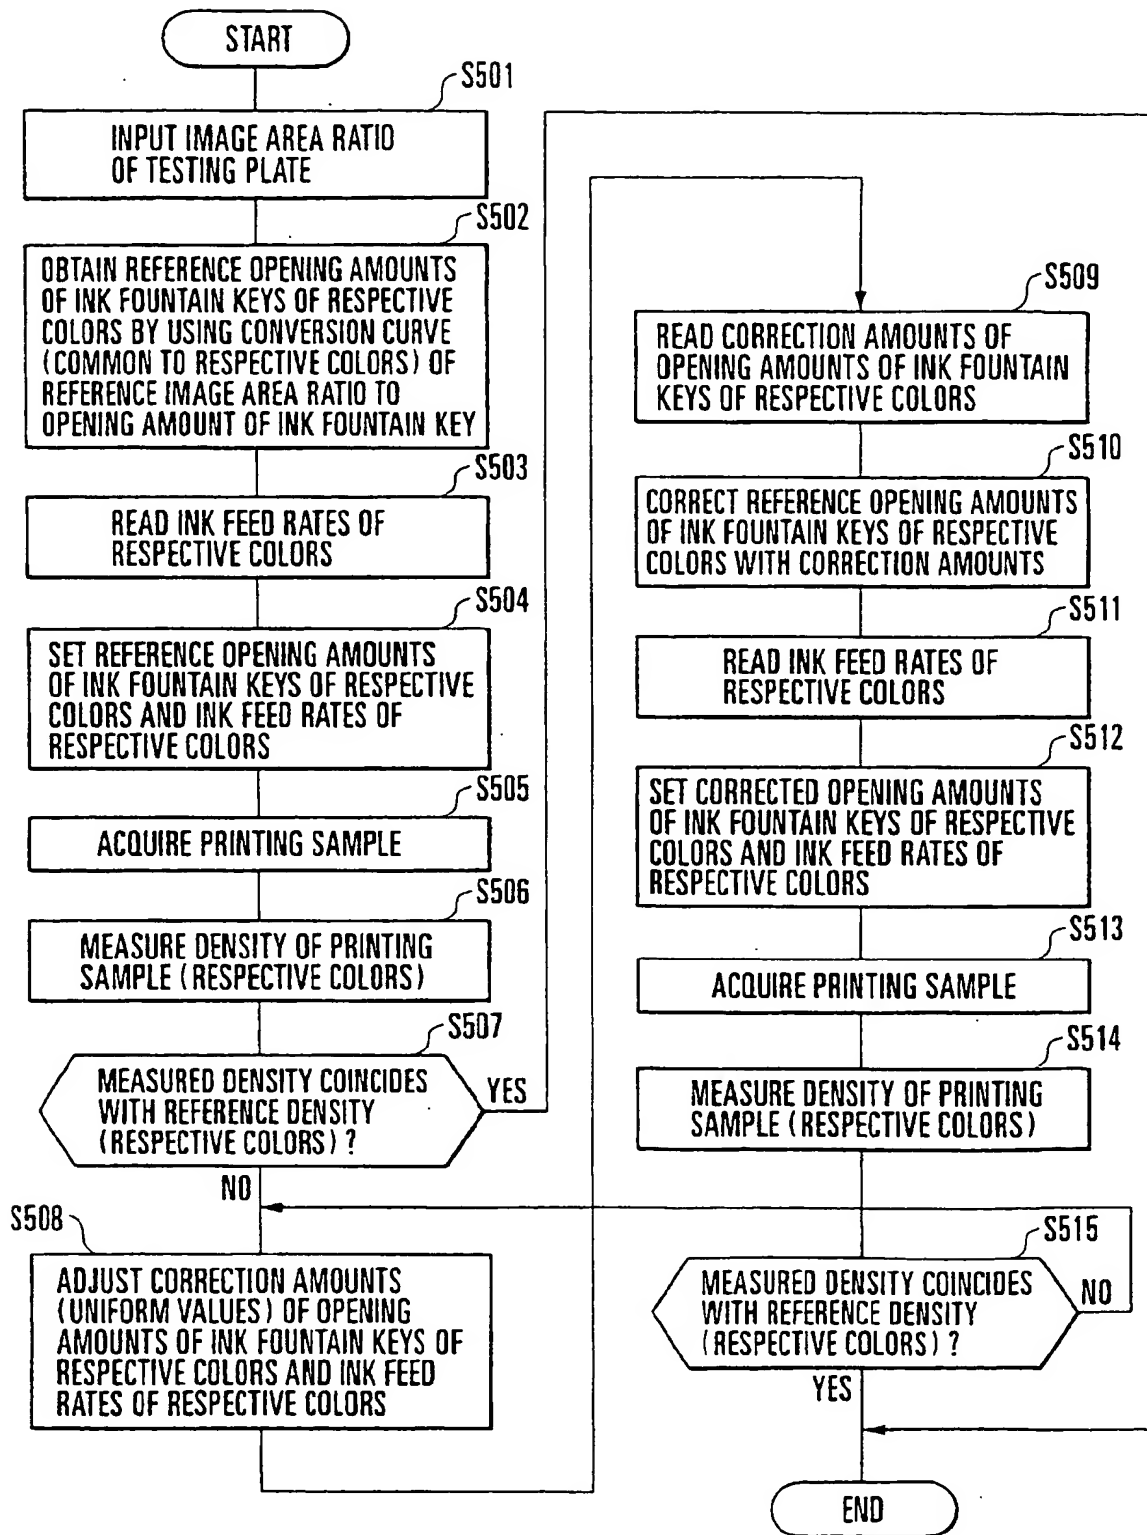 START
S501
INPUT IMAGE AREA RATIO
OF TESTING PLATE
S502
OBTAIN REFERENCE OPENING AMOUNTS
OF INK FOUNTAIN KEYS OF RESPECTIVE
COLORS BY USING CONVERSION CURVE
(COMMON TO RESPECTIVE COLORS) OF
REFERENCE IMAGE AREA RATIO TO
OPENING AMOUNT OF INK FOUNTAIN KEY
S503
READ INK FEED RATES OF
RESPECTIVE COLORS
S504
SET REFERENCE OPENING AMOUNTS
OF INK FOUNTAIN KEYS OF RESPECTIVE
COLORS AND INK FEED RATES OF
RESPECTIVE COLORS
S505
ACQUIRE PRINTING SAMPLE
S506
MEASURE DENSITY OF PRINTING
SAMPLE (RESPECTIVE COLORS)
S507
MEASURED DENSITY COINCIDES
WITH REFERENCE DENSITY
(RESPECTIVE COLORS) ?
YES
NO
S508
ADJUST CORRECTION AMOUNTS
(UNIFORM VALUES) OF OPENING
AMOUNTS OF INK FOUNTAIN KEYS OF
RESPECTIVE COLORS AND INK FEED
RATES OF RESPECTIVE COLORS
S509
READ CORRECTION AMOUNTS OF
OPENING AMOUNTS OF INK FOUNTAIN
KEYS OF RESPECTIVE COLORS
S510
CORRECT REFERENCE OPENING AMOUNTS
OF INK FOUNTAIN KEYS OF RESPECTIVE
COLORS WITH CORRECTION AMOUNTS
S511
READ INK FEED RATES OF
RESPECTIVE COLORS
S512
SET CORRECTED OPENING AMOUNTS
OF INK FOUNTAIN KEYS OF RESPECTIVE
COLORS AND INK FEED RATES OF
RESPECTIVE COLORS
S513
ACQUIRE PRINTING SAMPLE
S514
MEASURE DENSITY OF PRINTING
SAMPLE (RESPECTIVE COLORS)
S515
MEASURED DENSITY COINCIDES
WITH REFERENCE DENSITY
(RESPECTIVE COLORS) ?
NO
YES
END